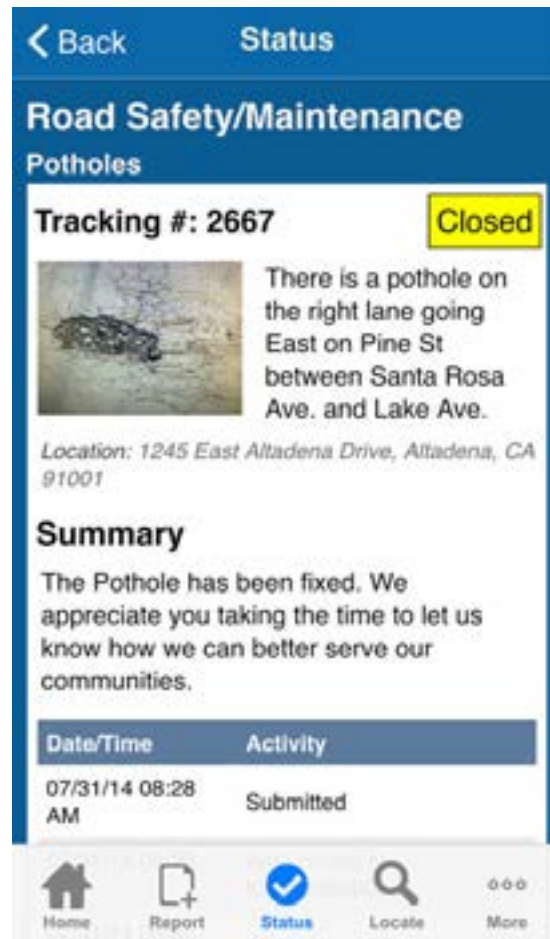 Back
Status
Road Safety/Maintenance
Potholes
Tracking #: 2667
Closed
There is a pothole on
the right lane going
East on Pine St
between Santa Rosa
Ave. and Lake Ave.
Location: 1245 East Altadena Drive, Altadena, CA
91001
Summary
The Pothole has been fixed. We
appreciate you taking the time to let us
know how we can better serve our
communities.
Date/Time Activity
07/31/14 08:28
AM
Submitted
Home Report Status Locate More